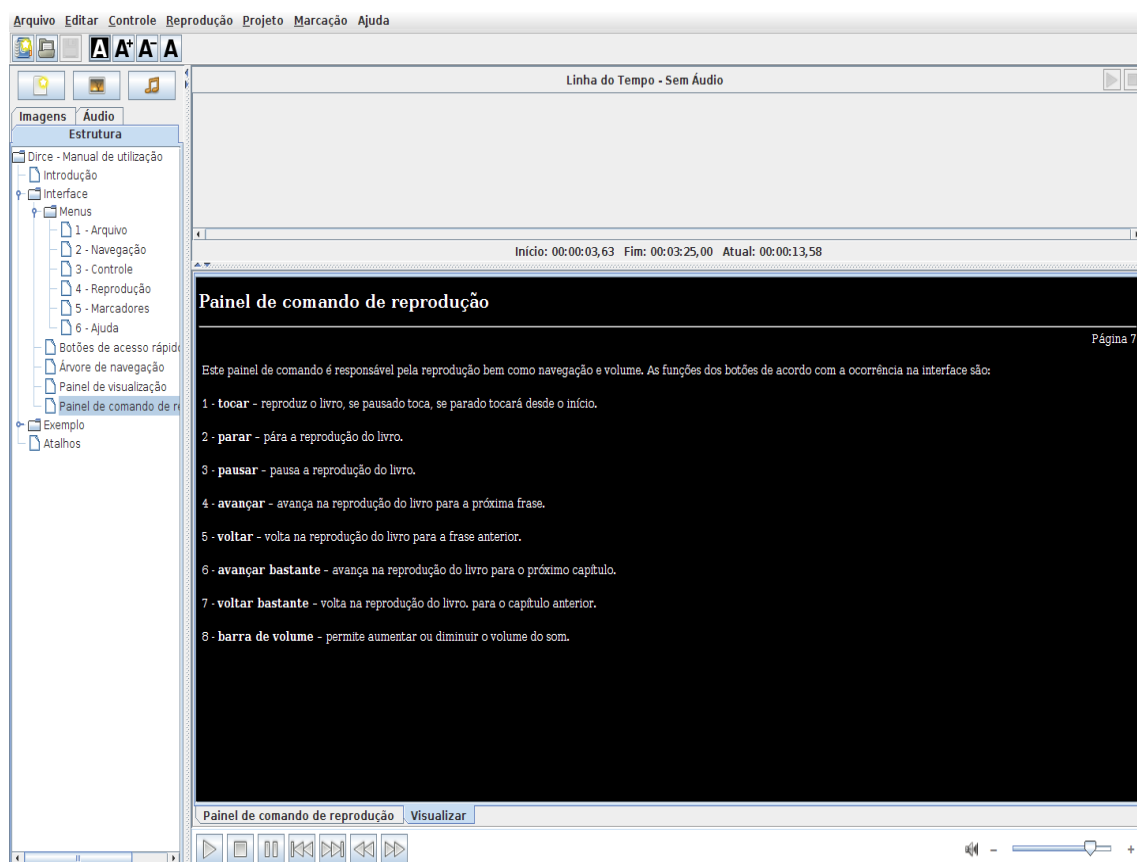 Arquivo Editar Controle Reprodução Projeto Marcação Ajuda
A A+ A- A
Linha do Tempo - Sem Áudio
Imagens Áudio
Estrutura
Dirce - Manual de utilização
Introdução
Interface
Menus
1 - Arquivo
2 - Navegação
3 - Controle
4 - Reprodução
5 - Marcadores
6 - Ajuda
Botões de acesso rápido
Árvore de navegação
Painel de visualização
Painel de comando de re
Exemplo
Atalhos
Início: 00:00:03,63 Fim: 00:03:25,00 Atual: 00:00:13,58
Painel de comando de reprodução
Página 7
Este painel de comando é responsável pela reprodução bem como navegação e volume. As funções dos botões de acordo com a ocorrência na interface são:
1 - tocar – reproduz o livro, se pausado toca, se parado tocará desde o início.
2 - parar – pára a reprodução do livro.
3 - pausar – pausa a reprodução do livro.
4 - avançar – avança na reprodução do livro para a próxima frase.
5 - voltar – volta na reprodução do livro para a frase anterior.
6 - avançar bastante – avança na reprodução do livro para o próximo capítulo.
7 - voltar bastante – volta na reprodução do livro. para o capítulo anterior.
8 - barra de volume – permite aumentar ou diminuir o volume do som.
Painel de comando de reprodução Visualizar
- +